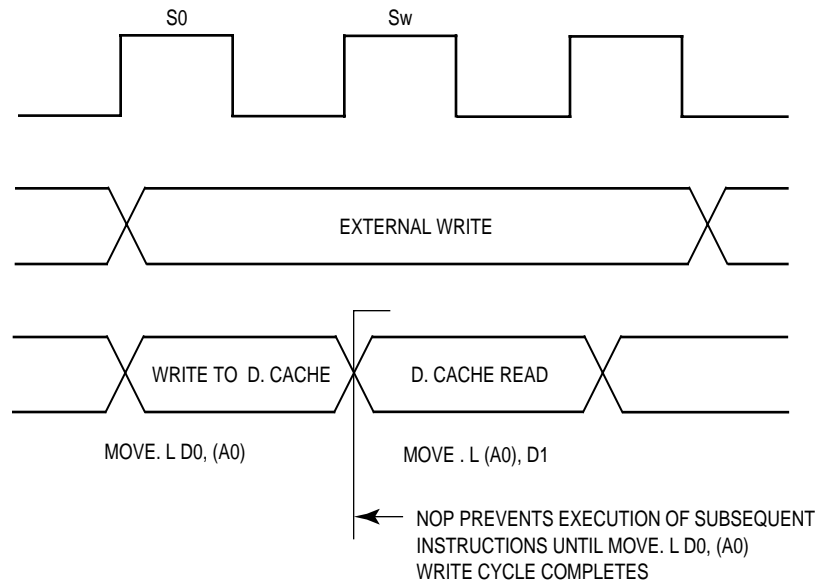 S0 Sw
EXTERNAL WRITE
WRITE TO D. CACHE D. CACHE READ
MOVE. L D0, (A0) MOVE . L (A0), D1
NOP PREVENTS EXECUTION OF SUBSEQUENT
INSTRUCTIONS UNTIL MOVE. L D0, (A0)
WRITE CYCLE COMPLETES